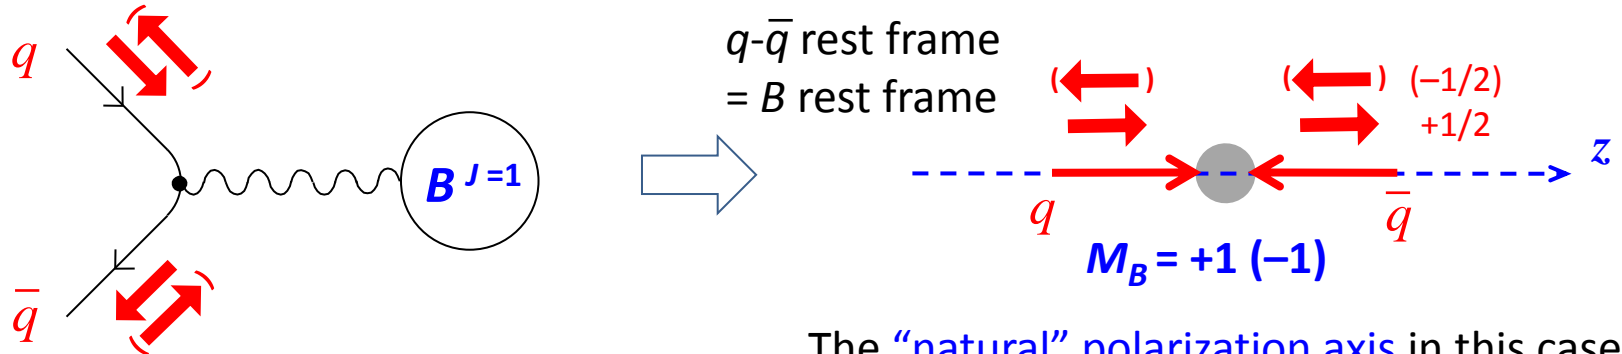 q
q̅
B J =1
q-q̅ rest frame
= B rest frame
( ) ( ) (–1/2)
+1/2
z
q
q̅
M_B = +1 (–1)
The “natural” polarization axis in this case